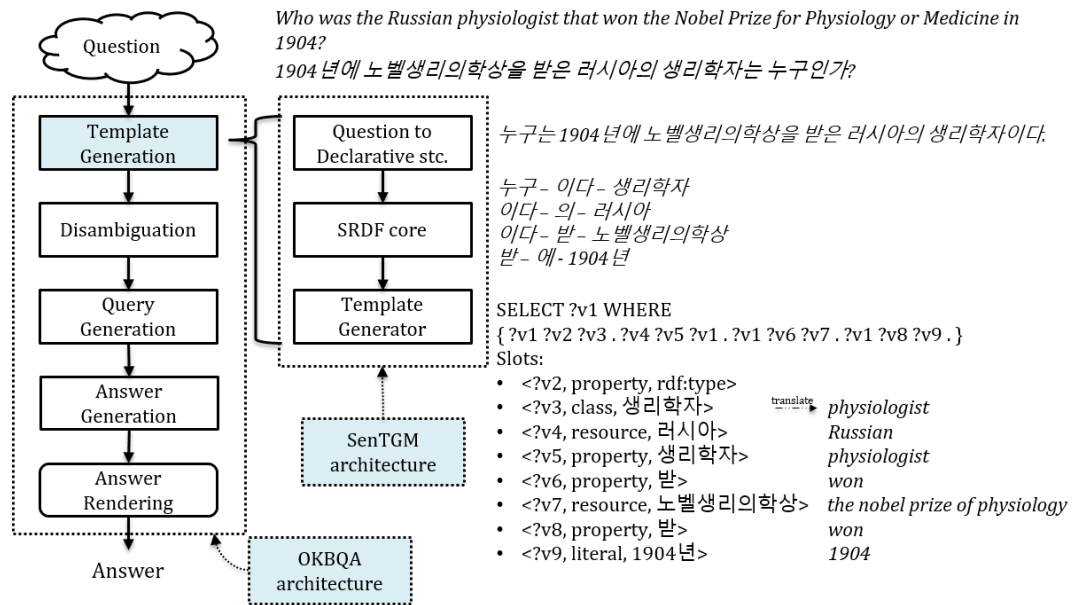 Question
Who was the Russian physiologist that won the Nobel Prize for Physiology or Medicine in
1904?
1904년에 노벨생리의학상을 받은 러시아의 생리학자는 누구인가?
Template
Generation
Disambiguation
Query
Generation
Answer
Generation
Answer
Rendering
Answer
Question to
Declarative stc.
SRDF core
Template
Generator
SenTGM
architecture
OKBQA
architecture
누구는 1904년에 노벨생리의학상을 받은 러시아의 생리학자이다.
누구 – 이다 – 생리학자
이다 – 의 – 러시아
이다 – 받 – 노벨생리의학상
받 – 에 - 1904년
SELECT ?v1 WHERE
{ ?v1 ?v2 ?v3 . ?v4 ?v5 ?v1 . ?v1 ?v6 ?v7 . ?v1 ?v8 ?v9 . }
Slots:
• <?v2, property, rdf:type>
• <?v3, class, 생리학자> translate physiologist
• <?v4, resource, 러시아> Russian
• <?v5, property, 생리학자> physiologist
• <?v6, property, 받> won
• <?v7, resource, 노벨생리의학상> the nobel prize of physiology
• <?v8, property, 받> won
• <?v9, literal, 1904년> 1904